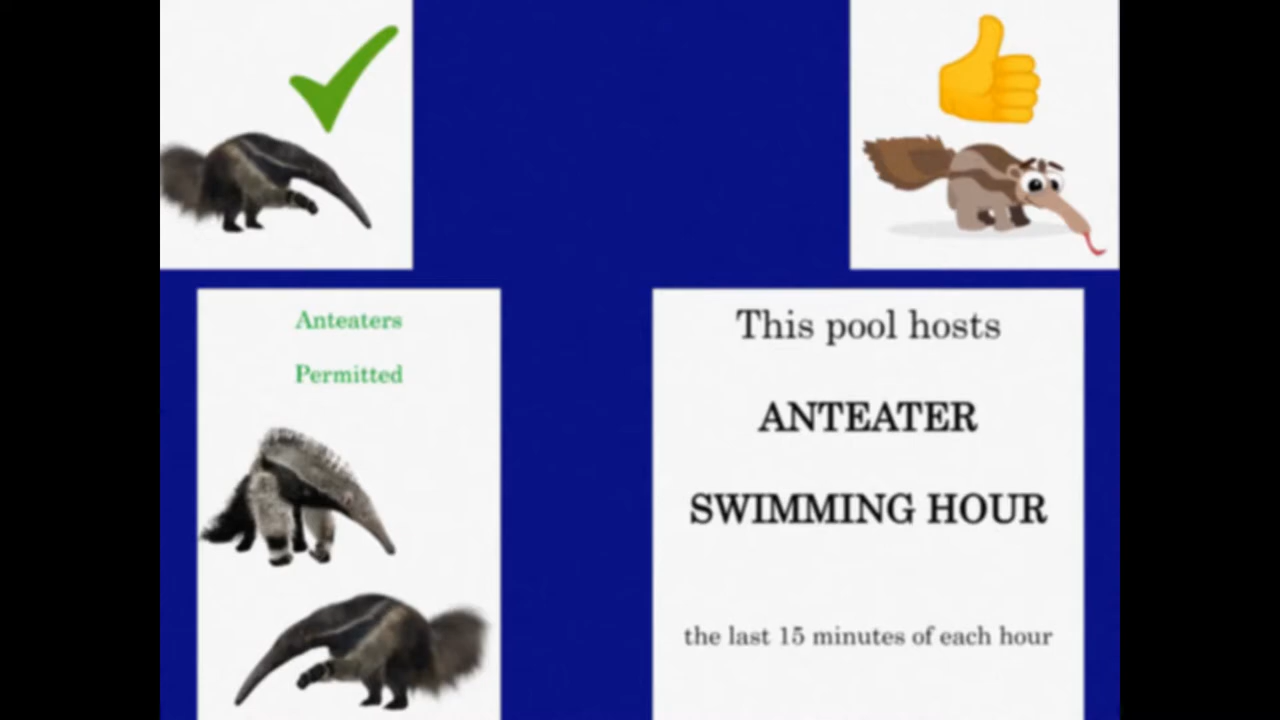 Anteaters
Permitted
This pool hosts
ANTEATER
SWIMMING HOUR
the last 15 minutes of each hour